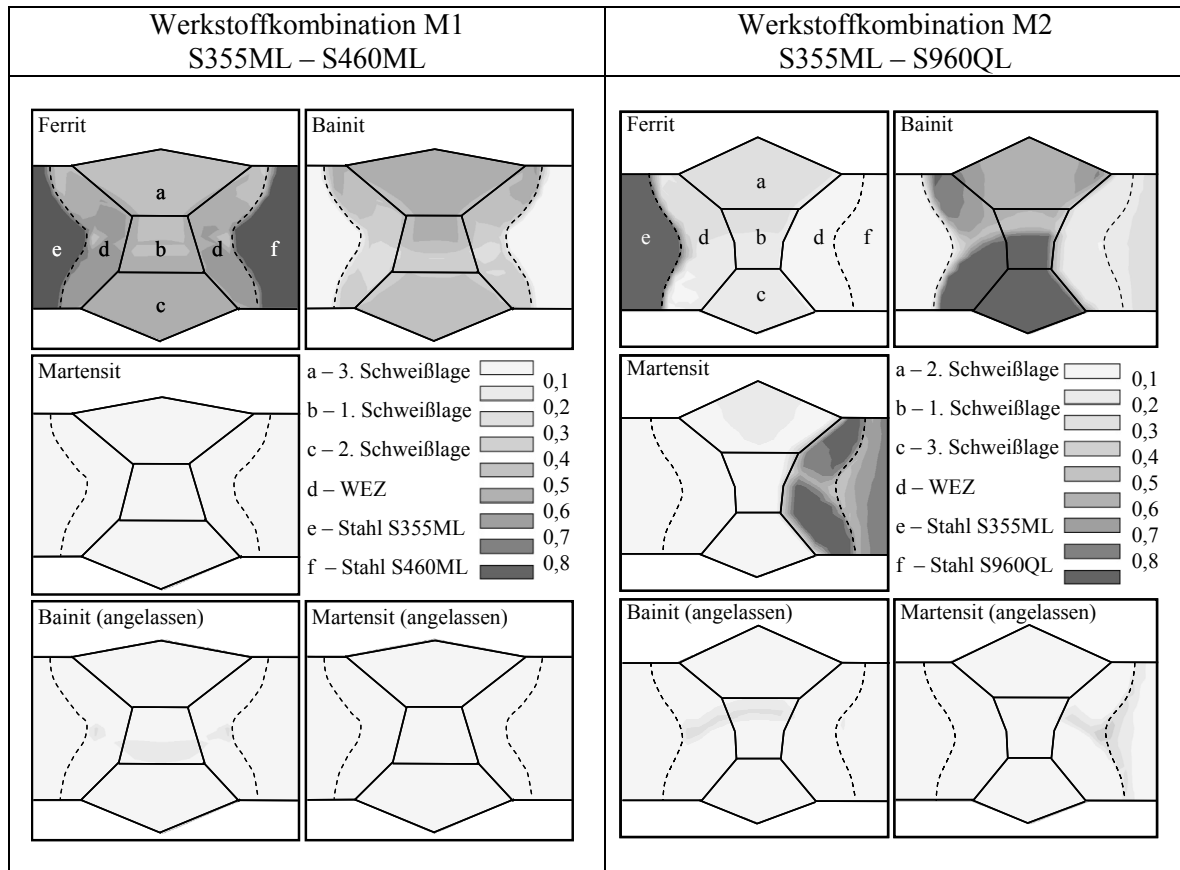 Werkstoffkombination M1
S355ML – S460ML
Werkstoffkombination M2
S355ML – S960QL
Ferrit
a
e
d
b
d
f
c
Bainit
Martensit
a – 3. Schweißlage
b – 1. Schweißlage
c – 2. Schweißlage
d – WEZ
e – Stahl S355ML
f – Stahl S460ML
0,1
0,2
0,3
0,4
0,5
0,6
0,7
0,8
Bainit (angelassen)
Martensit (angelassen)
Ferrit
a
e
d
b
d
f
c
Bainit
Martensit
a – 2. Schweißlage
b – 1. Schweißlage
c – 3. Schweißlage
d – WEZ
e – Stahl S355ML
f – Stahl S960QL
0,1
0,2
0,3
0,4
0,5
0,6
0,7
0,8
Bainit (angelassen)
Martensit (angelassen)